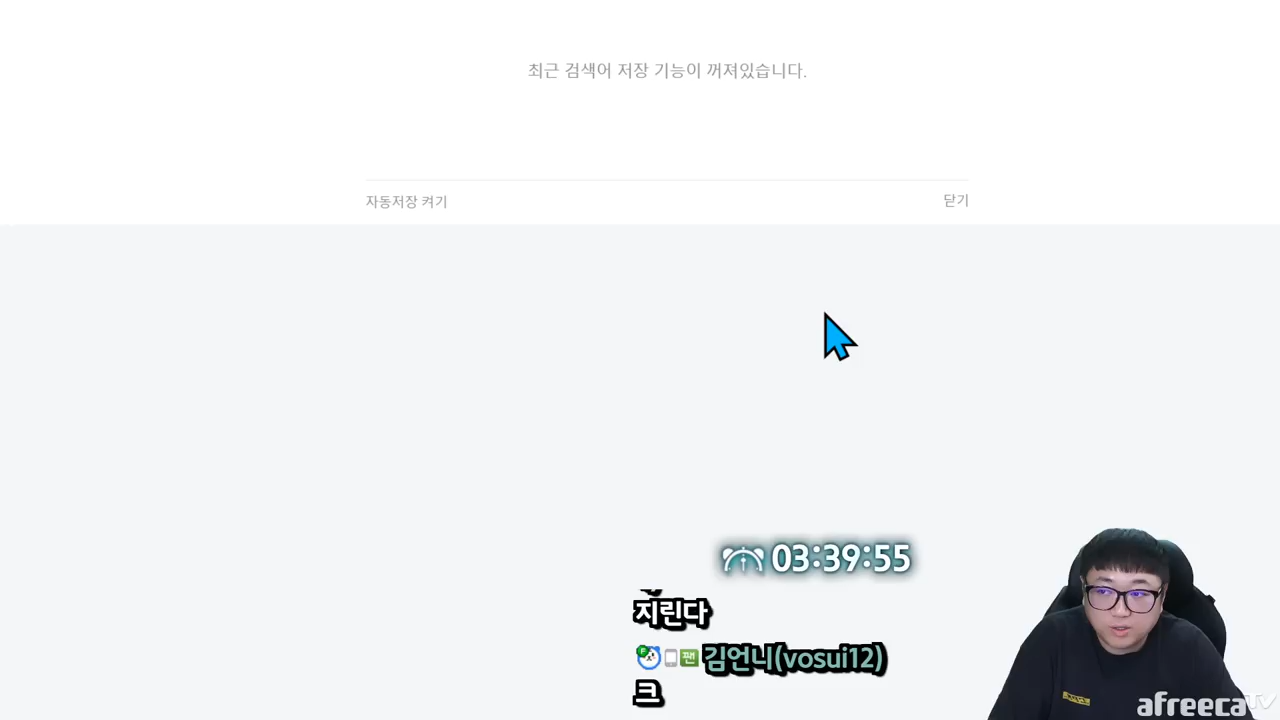 최근 검색어 저장 기능이 꺼져있습니다.
자동저장 켜기
닫기
03:39:55
지린다
F 팬 김언니(vosui12)
크
afreecaTV